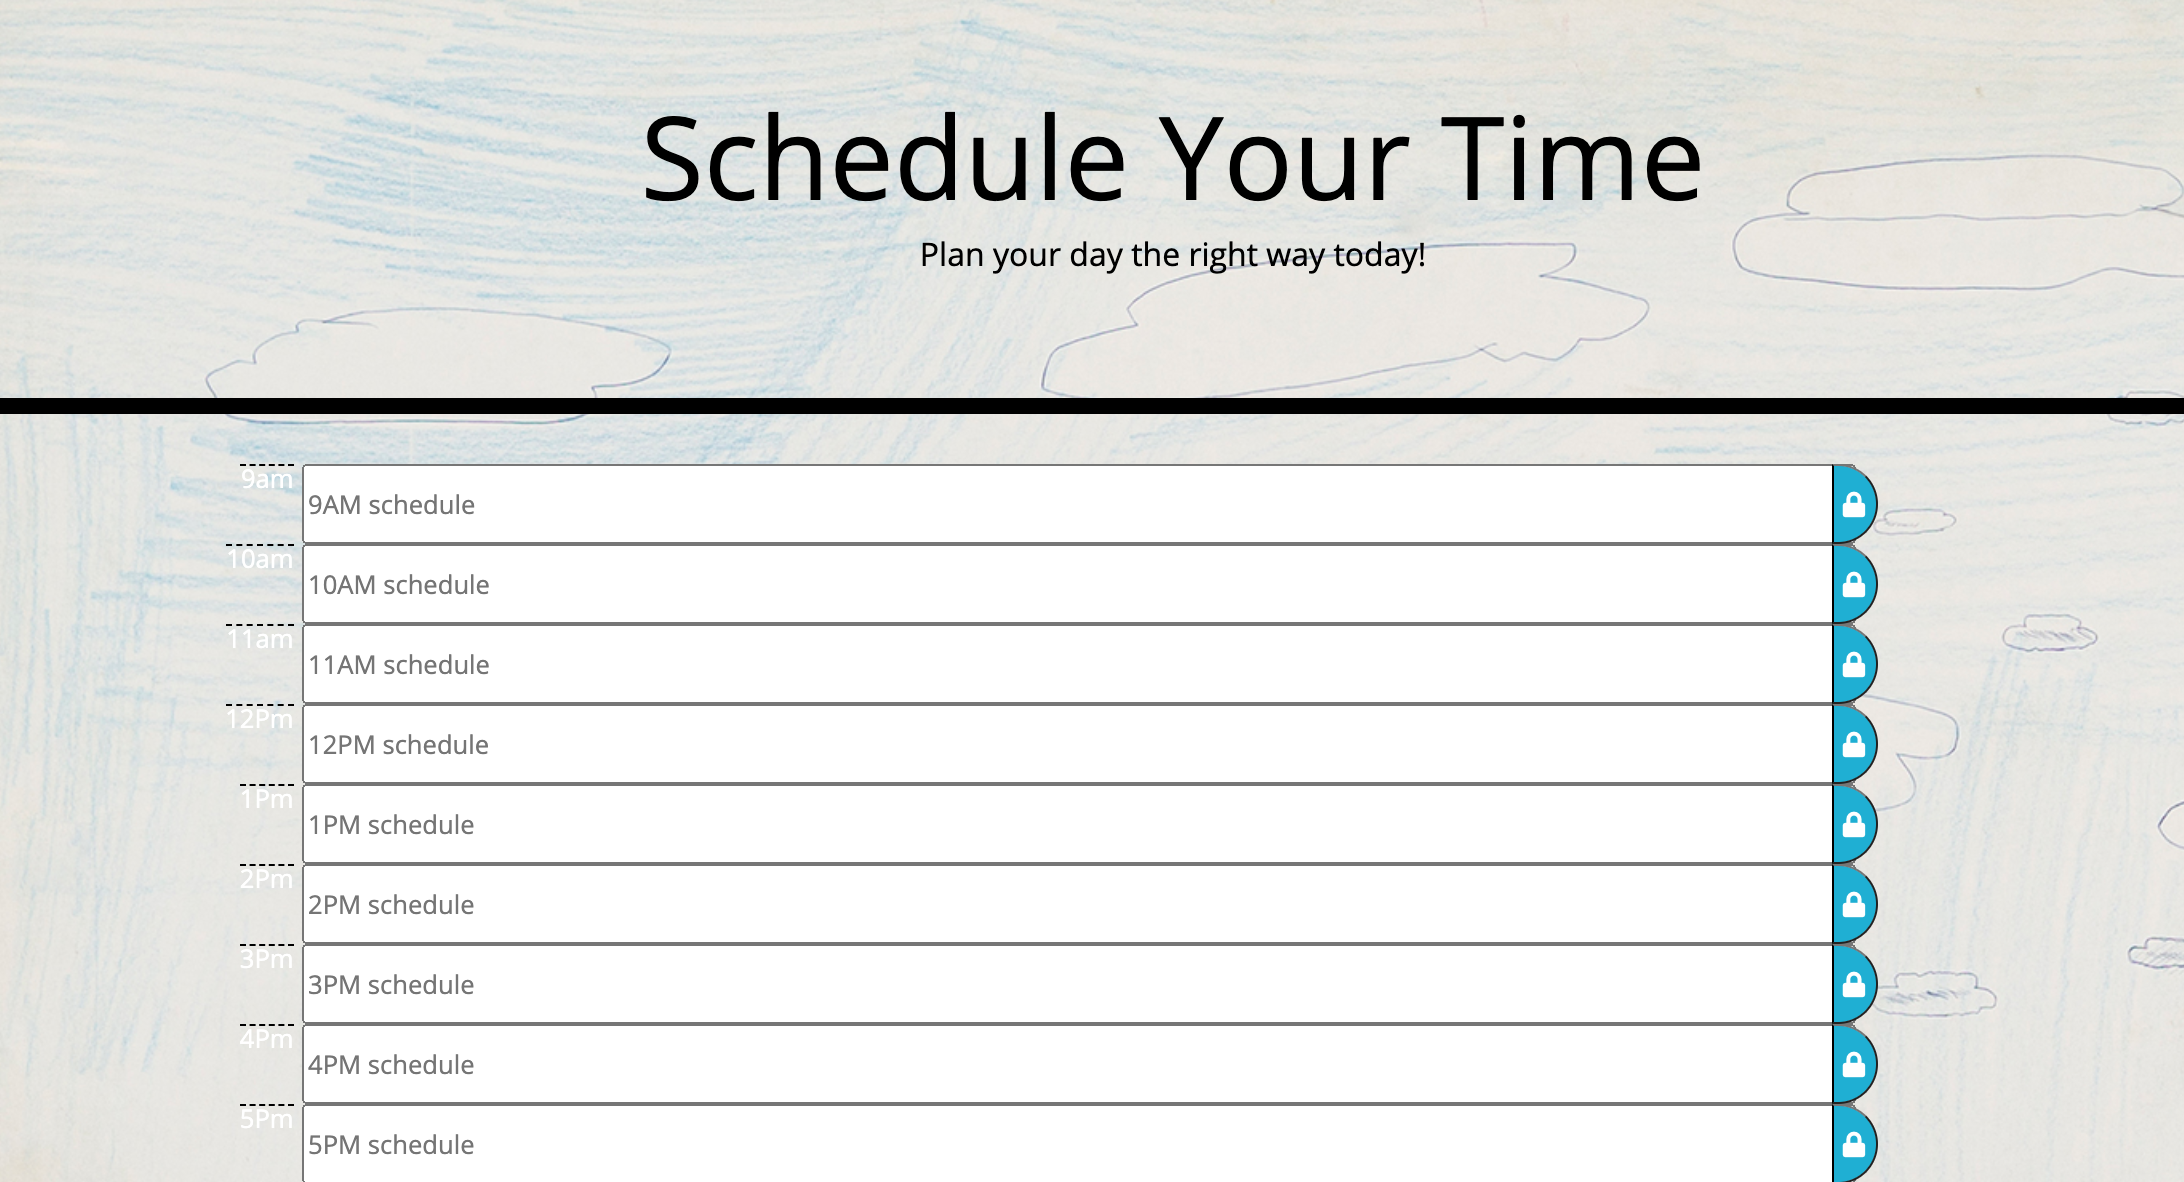 Schedule Your Time
Plan your day the right way today!
9am
9AM schedule
10am
10AM schedule
11am
11AM schedule
12Pm
12PM schedule
1Pm
1PM schedule
2Pm
2PM schedule
3Pm
3PM schedule
4Pm
4PM schedule
5Pm
5PM schedule